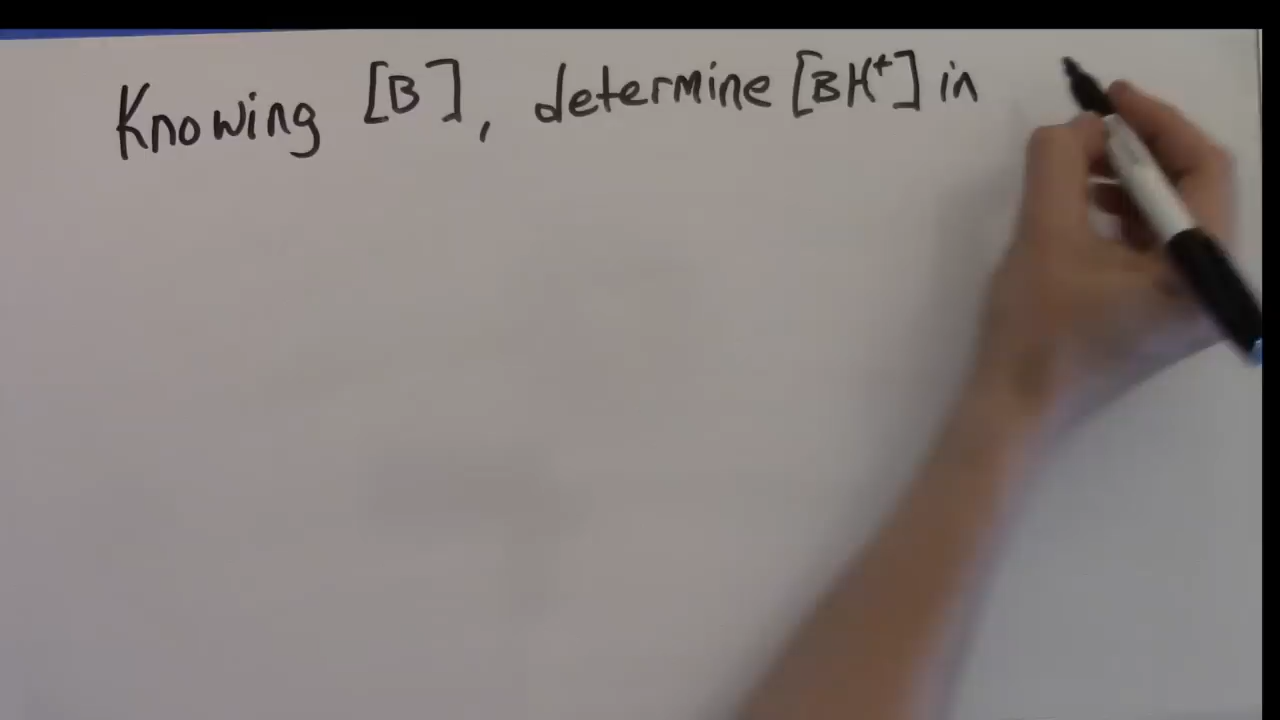 Knowing [B], determine [BH⁺] in